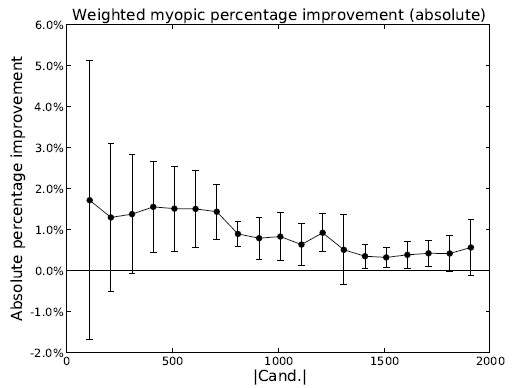 Weighted myopic percentage improvement (absolute)
6.0%
5.0%
4.0%
3.0%
2.0%
1.0%
0.0%
-1.0%
-2.0%
Absolute percentage improvement
0 500 1000 1500 2000
|Cand.|